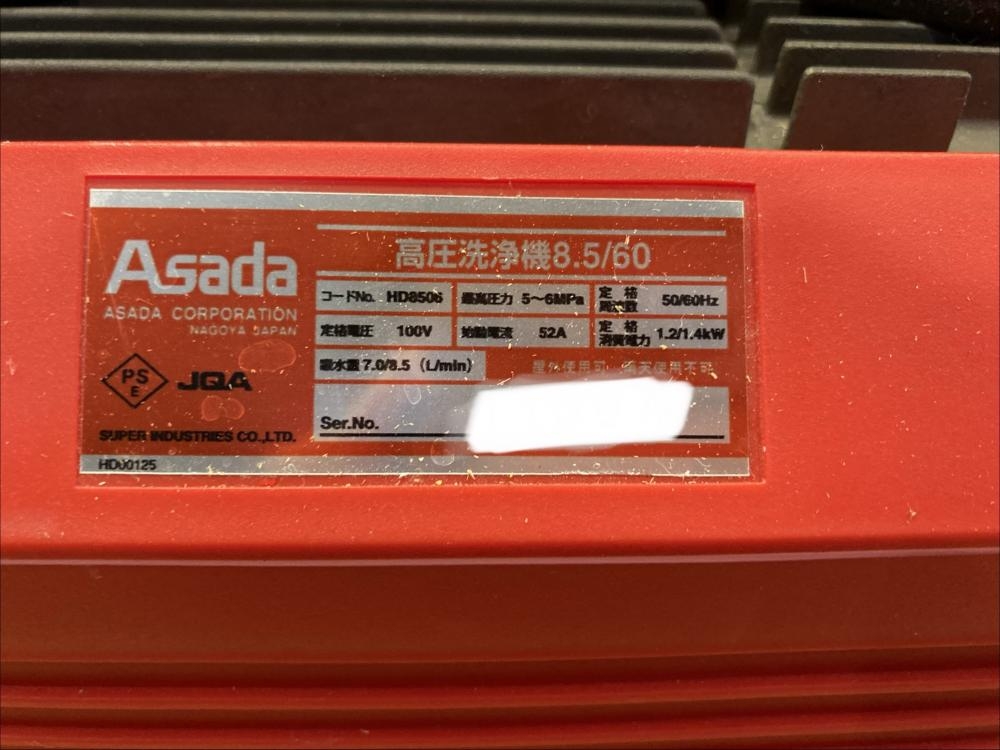 Asada
ASADA CORPORATION
NAGOYA JAPAN
PS
E
JQA
SUPER INDUSTRIES CO.,LTD.
HD00125
高圧洗浄機8.5/60
コードNo. HD8506
最高圧力 5～6MPa
定格周波数 50/60Hz
定格電圧 100V
始動電流 52A
定格消費電力 1.2/1.4kW
吸水量 7.0/8.5 (L/min)
屋外使用可 雨天使用不可
Ser.No.